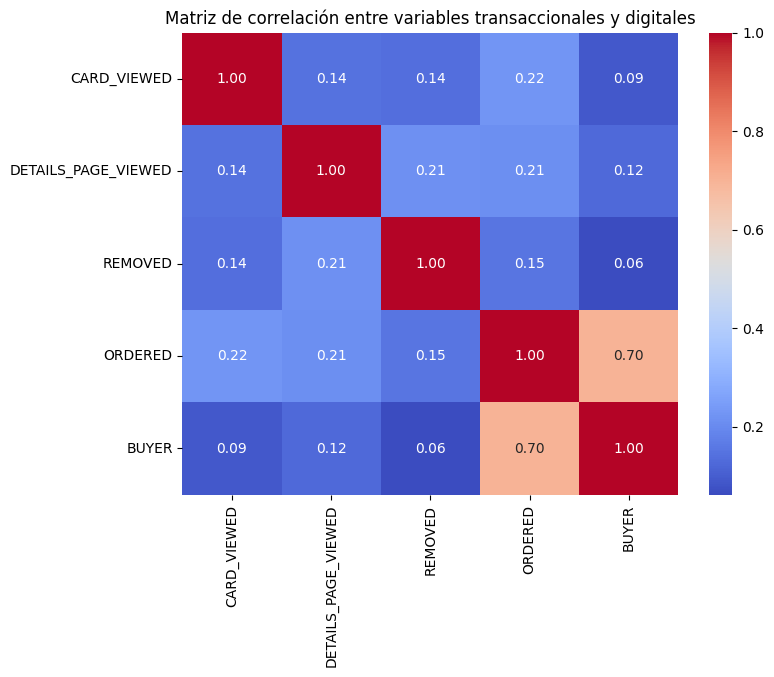 Matriz de correlación entre variables transaccionales y digitales
CARD_VIEWED 1.00 0.14 0.14 0.22 0.09
DETAILS_PAGE_VIEWED 0.14 1.00 0.21 0.21 0.12
REMOVED 0.14 0.21 1.00 0.15 0.06
ORDERED 0.22 0.21 0.15 1.00 0.70
BUYER 0.09 0.12 0.06 0.70 1.00
CARD_VIEWED
DETAILS_PAGE_VIEWED
REMOVED
ORDERED
BUYER
1.0
0.8
0.6
0.4
0.2